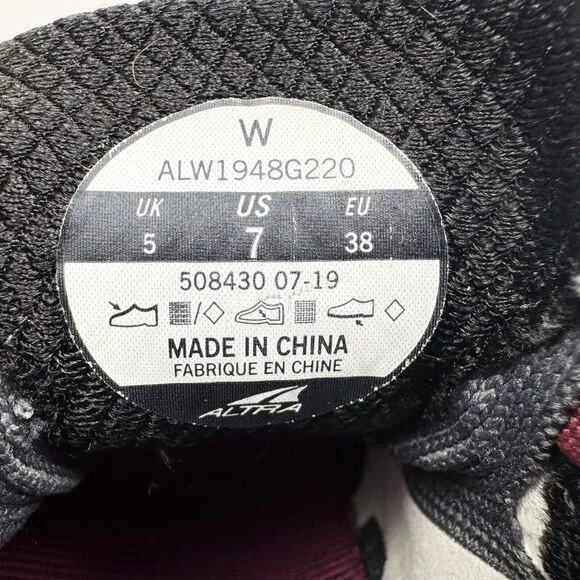 W
ALW1948G220
UK US EU
5 7 38
508430 07-19
/
MADE IN CHINA
FABRIQUE EN CHINE
ALTRA